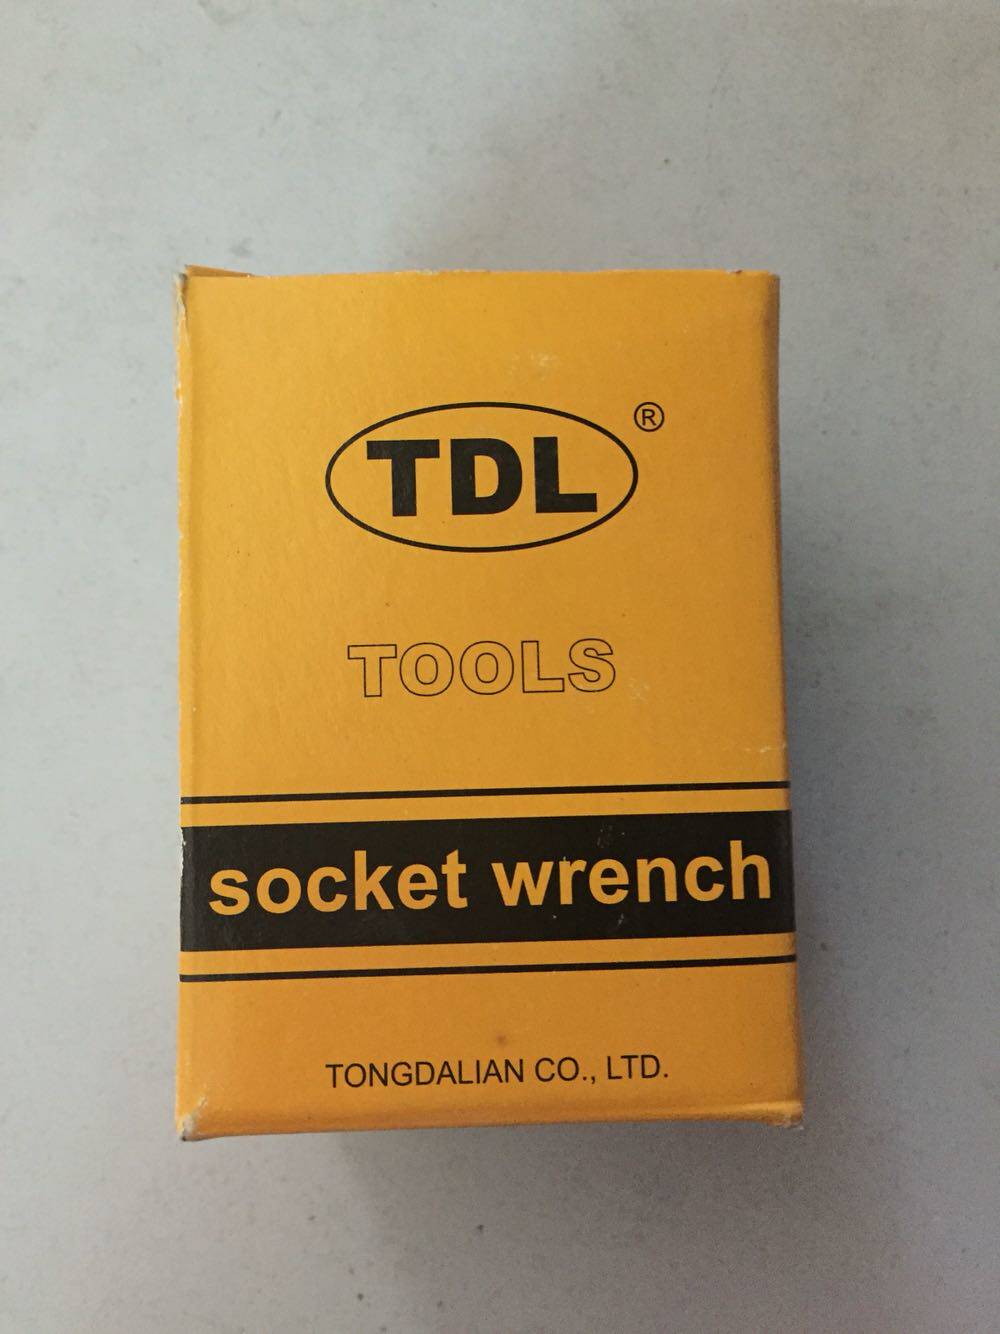 TDL®
TOOLS
socket wrench
TONGDALIAN CO., LTD.